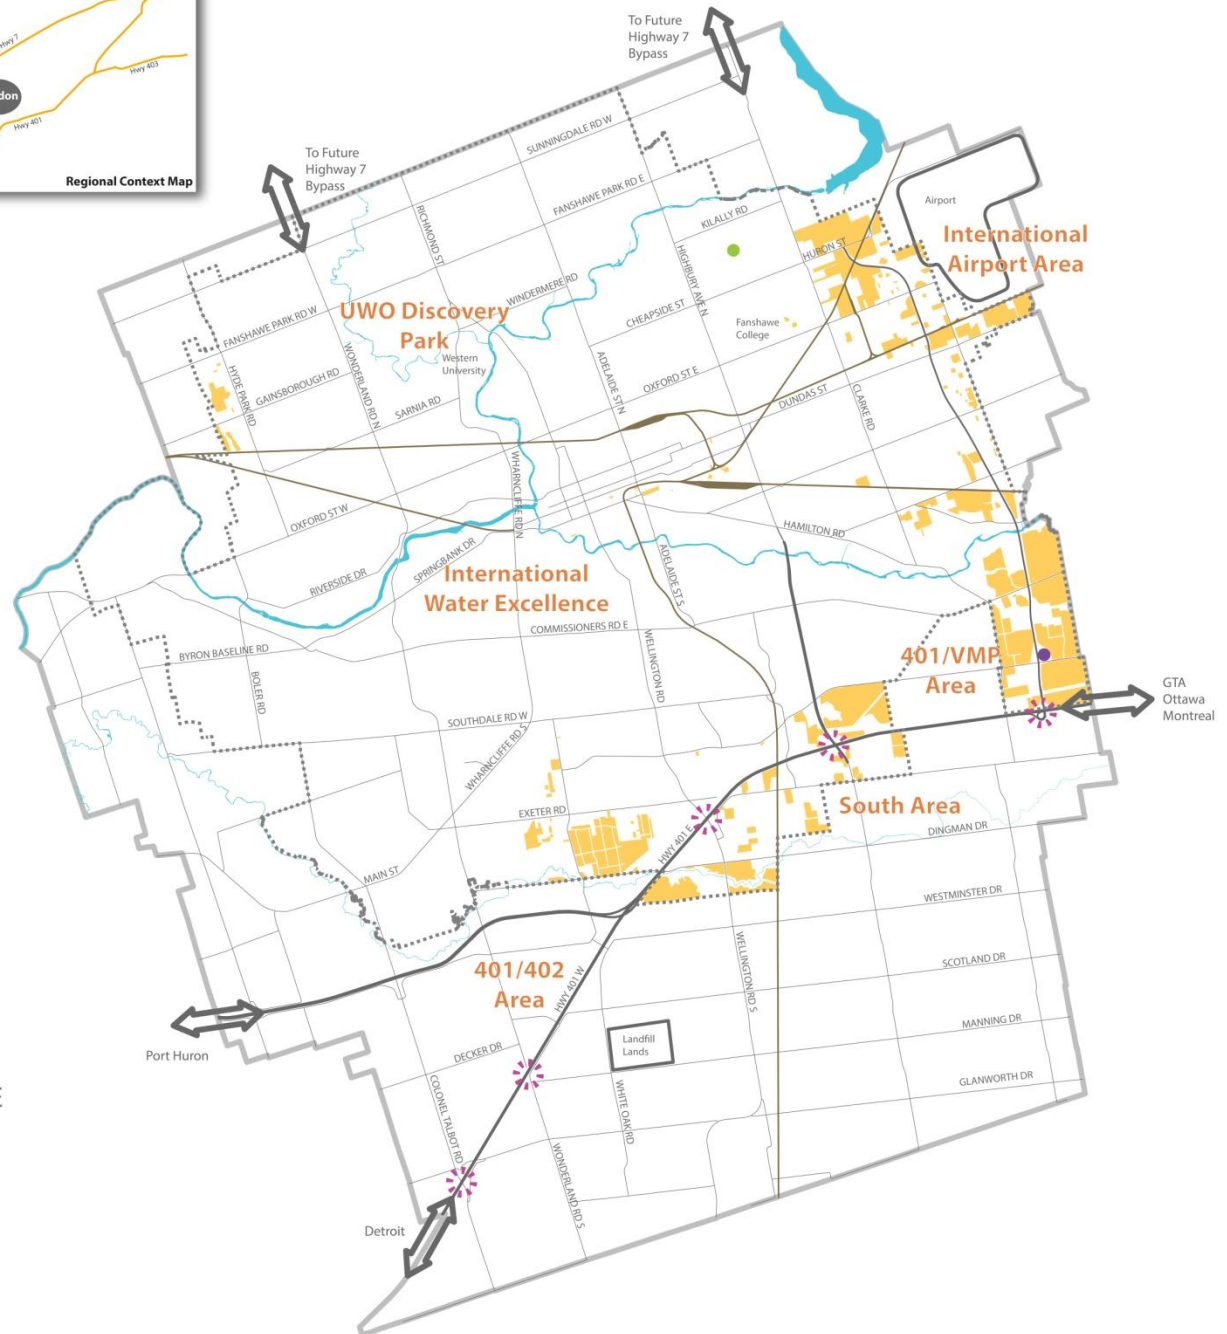 Hwy 7
Hwy 403
don
Hwy 401
Regional Context Map
To Future
Highway 7
Bypass
To Future
Highway 7
Bypass
SUNNINGDALE RD W
FANSHAWE PARK RD E
RICHMOND ST
KILALLY RD
Airport
International
Airport Area
HURON ST
HIGHBURY AVE N
WINDERMERE RD
UWO Discovery
Park
Western
University
FANSHAWE PARK RD W
CHEAPSIDE ST
Fanshawe
College
WONDERLAND RD N
HYDE PARK RD
GAINSBOROUGH RD
ADELAIDE ST N
OXFORD ST E
SARNIA RD
DUNDAS ST
CLARKE RD
WHARNCLIFFE RD N
OXFORD ST W
HAMILTON RD
SPRINGBANK DR
RIVERSIDE DR
ADELAIDE ST S
International
Water Excellence
COMMISSIONERS RD E
BYRON BASELINE RD
WELLINGTON RD
401/VMP
Area
BOLER RD
GTA
Ottawa
Montreal
SOUTHDALE RD W
WHARNCLIFFE RD S
South Area
EXETER RD
HWY 401 E
DINGMAN DR
MAIN ST
WESTMINSTER DR
WELLINGTON RD S
SCOTLAND DR
401/402
Area
HWY 401 W
MANNING DR
Landfill
Lands
Port Huron
DECKER DR
GLANWORTH DR
COLONEL TALBOT RD
WHITE OAK RD
WONDERLAND RD S
Detroit